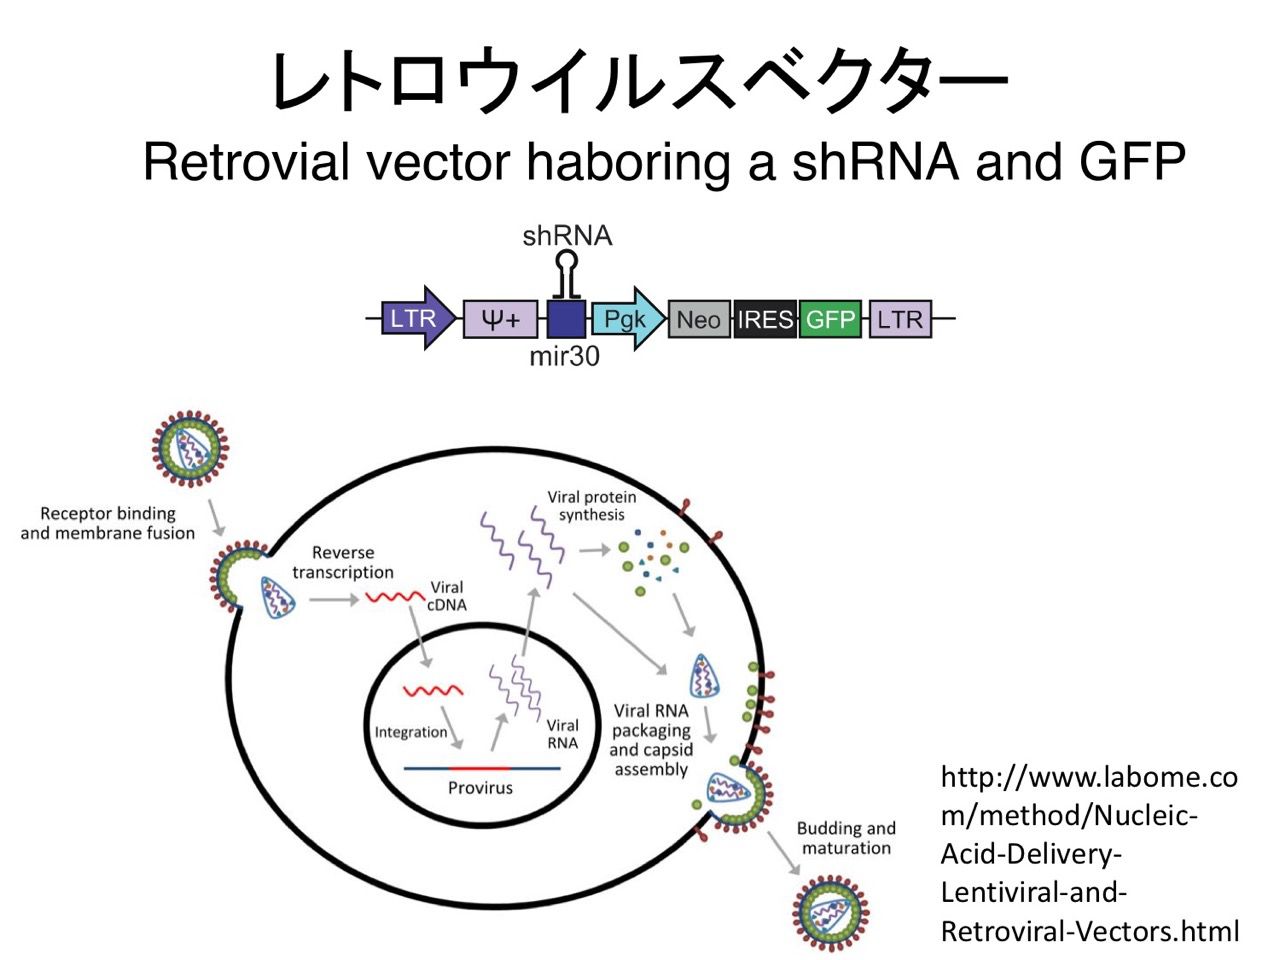 レトロウイルスベクター
Retrovial vector haboring a shRNA and GFP
shRNA
LTR Ψ+ Pgk Neo IRES GFP LTR
mir30
Receptor binding
and membrane fusion
Reverse
transcription
Viral
cDNA
Viral protein
synthesis
Integration
Viral
RNA
Provirus
Viral RNA
packaging
and capsid
assembly
Budding and
maturation
http://www.labome.co
m/method/Nucleic-
Acid-Delivery-
Lentiviral-and-
Retroviral-Vectors.html